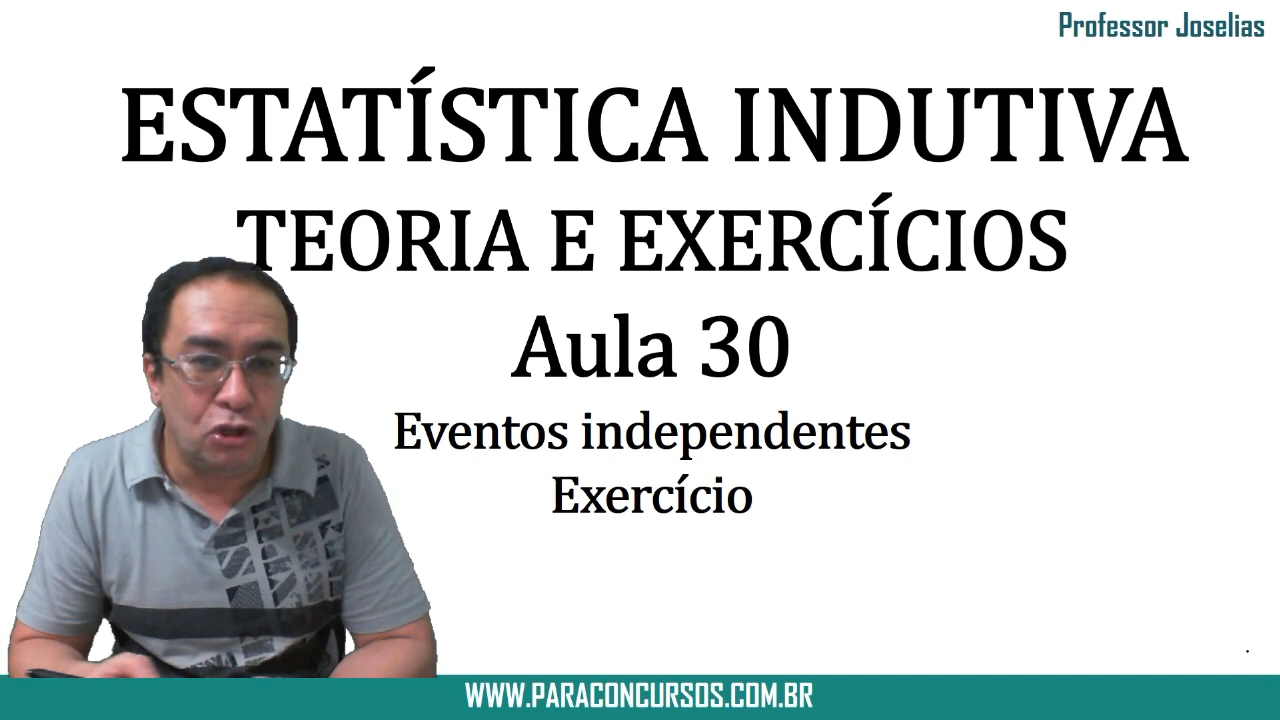 Professor Joselias
ESTATÍSTICA INDUTIVA
TEORIA E EXERCÍCIOS
Aula 30
Eventos independentes
Exercício
WWW.PARACONCURSOS.COM.BR